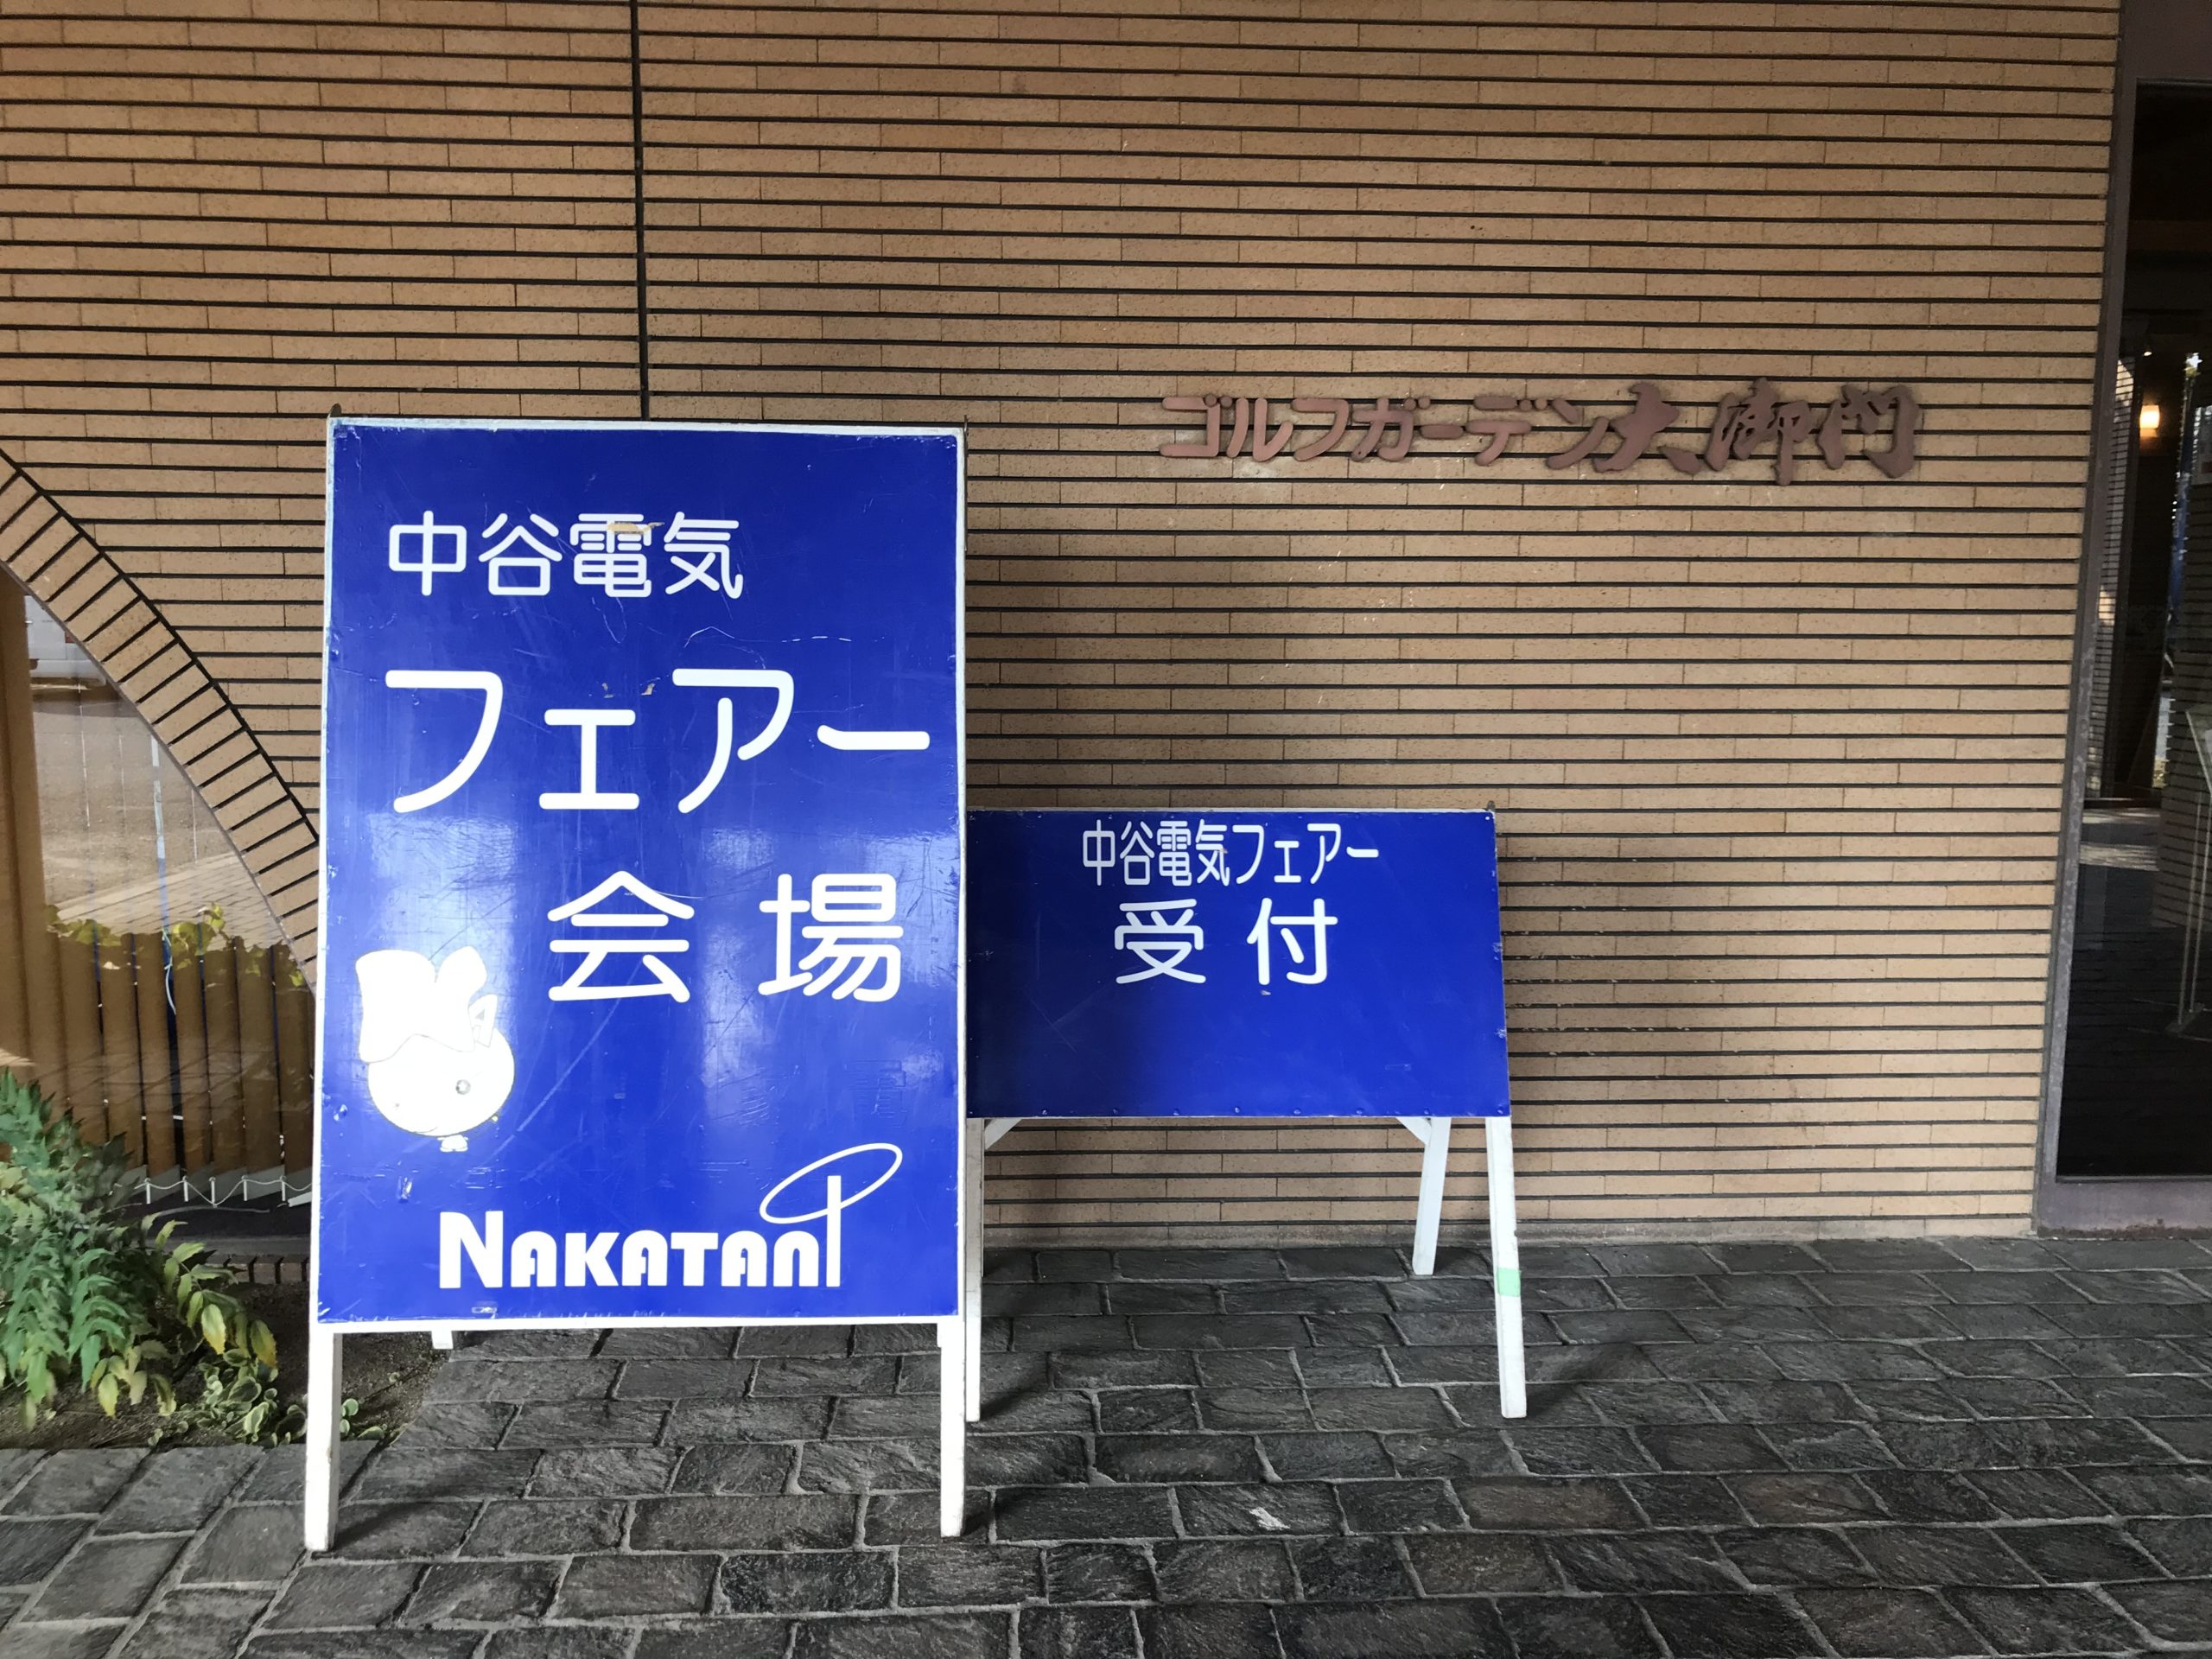 中谷電気
フェアー
会場
NAKATANI
中谷電気フェアー
受付
ゴルフガーデン大御門